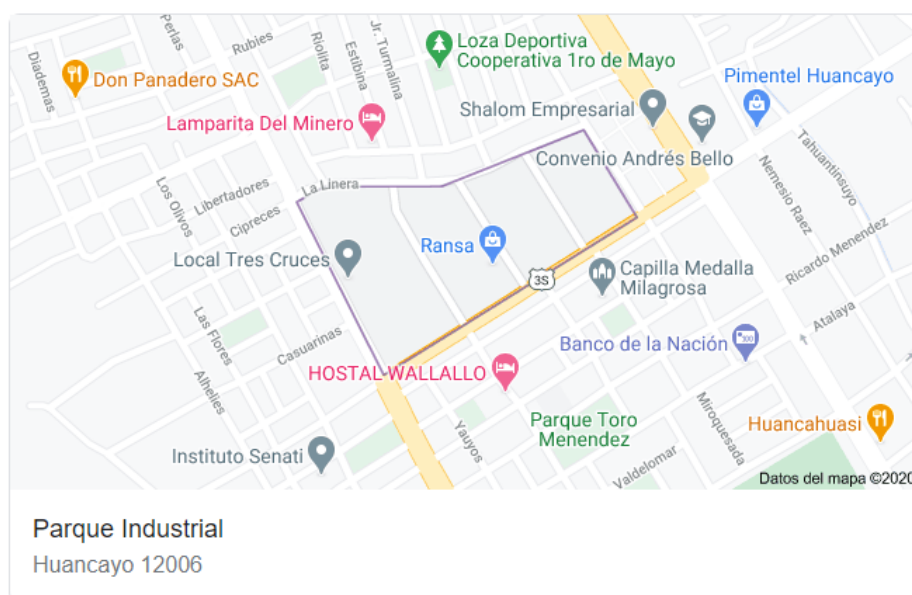 Perlas
Rubies
Riolita
Estibina
Jr. Turmalina
Diademas
Loza Deportiva
Cooperativa 1ro de Mayo
Don Panadero SAC
Pimentel Huancayo
Shalom Empresarial
Lamparita Del Minero
Convenio Andrés Bello
Tahuantinsuyo
Nemesio Raez
Los Olivos
Libertadores
La Linera
Cipreces
Ransa
Local Tres Cruces
3S
Capilla Medalla
Milagrosa
Ricardo Menendez
Atalaya
Las Flores
Casuarinas
Banco de la Nación
HOSTAL WALLALLO
Alhelies
Parque Toro
Menendez
Miroquesada
Huancahuasi
Yauyos
Instituto Senati
Valdelomar
Datos del mapa ©2020
Parque Industrial
Huancayo 12006